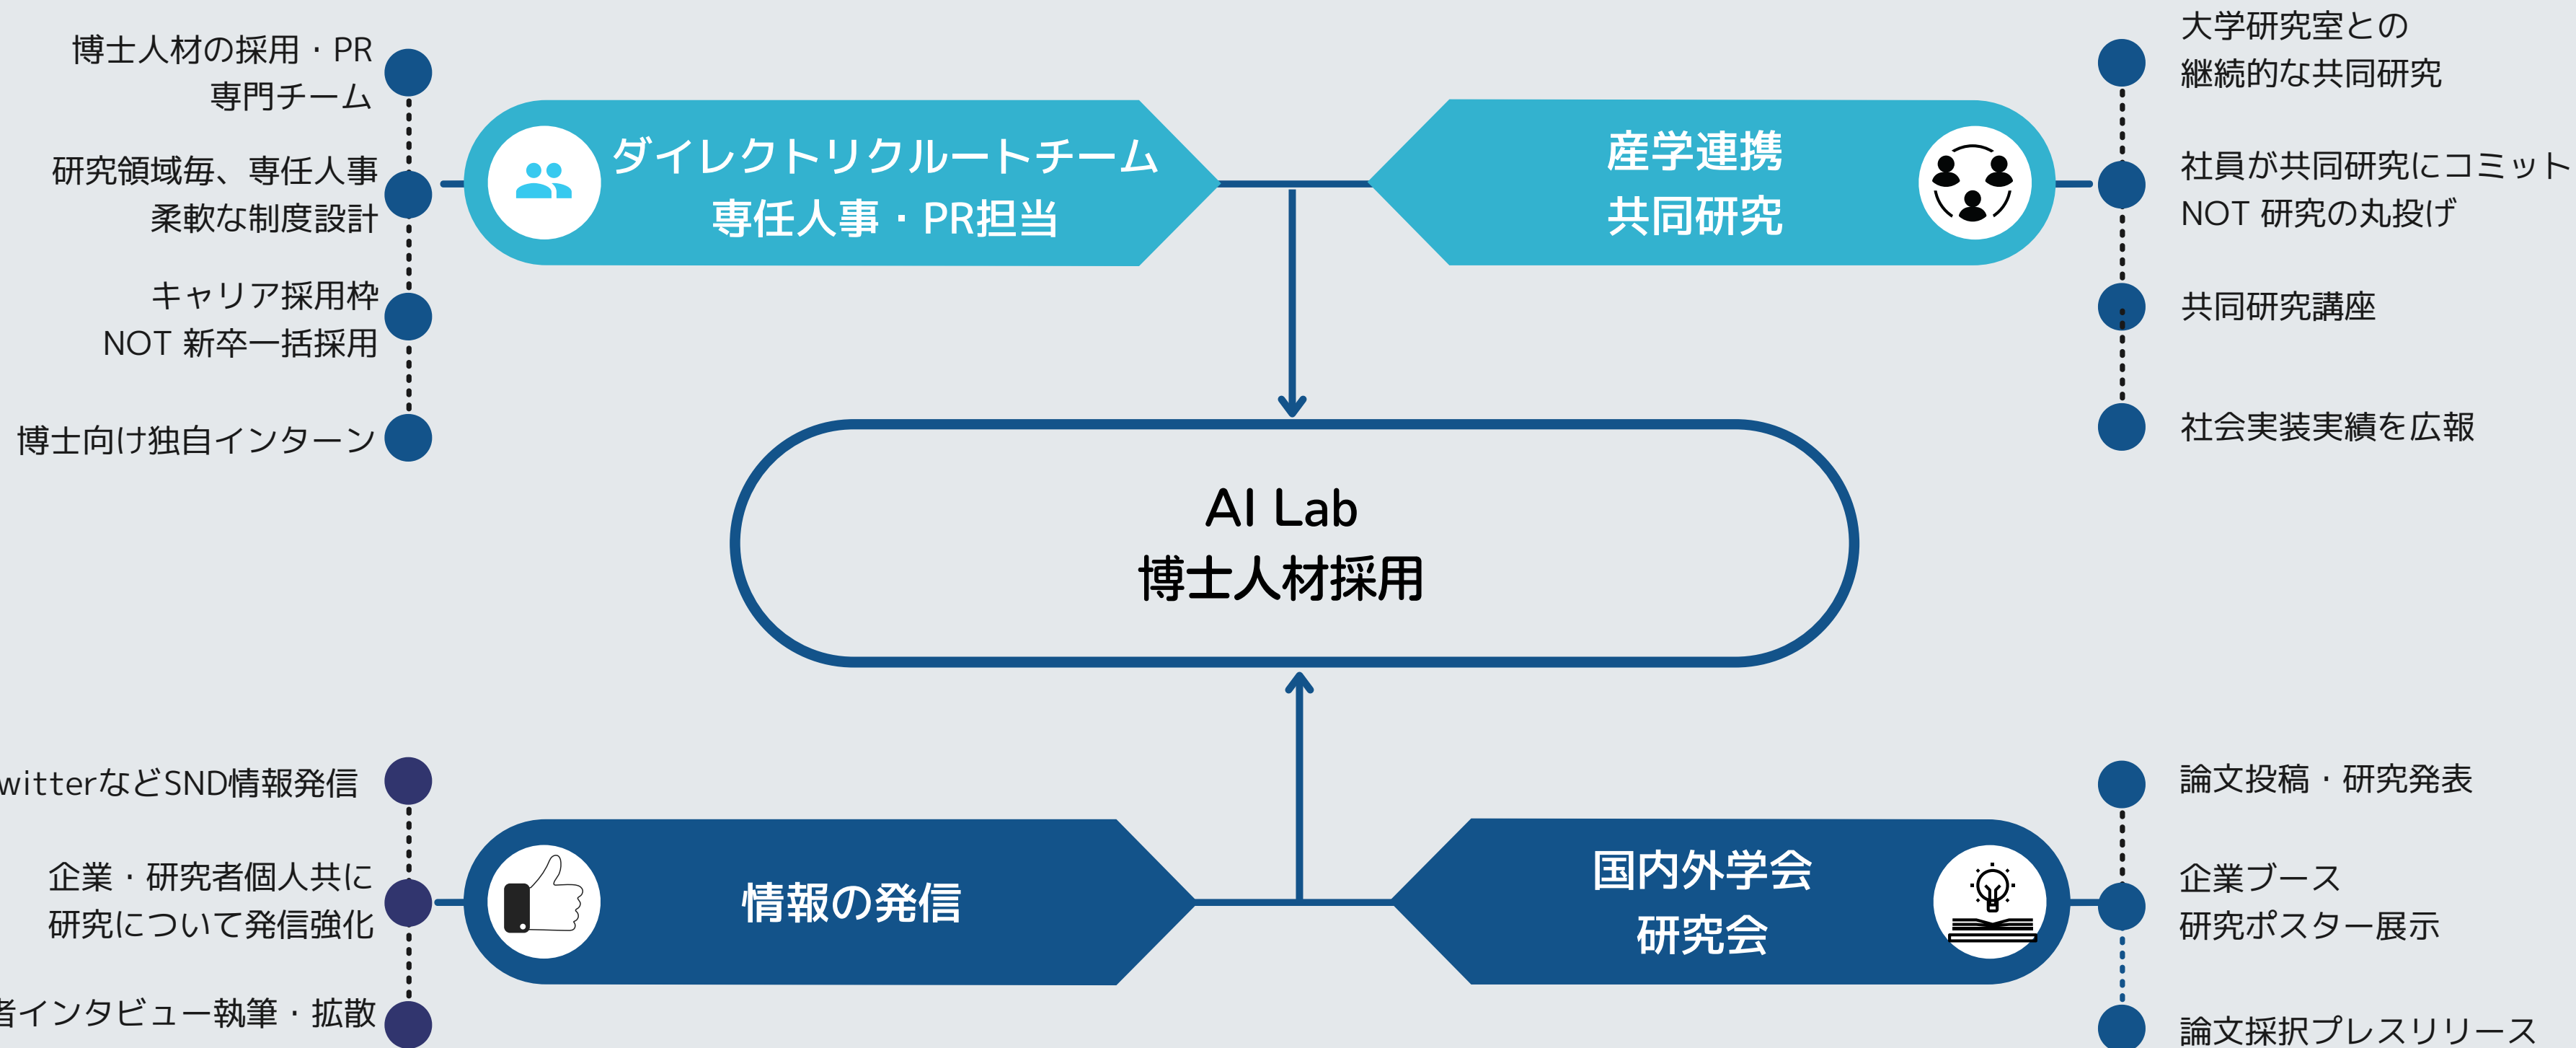 博士人材の採用・PR
専門チーム
研究領域毎、専任人事
柔軟な制度設計
キャリア採用枠
NOT 新卒一括採用
博士向け独自インターン
ダイレクトリクルートチーム
専任人事・PR担当
産学連携
共同研究
大学研究室との
継続的な共同研究
社員が共同研究にコミット
NOT 研究の丸投げ
共同研究講座
社会実装実績を広報
AI Lab
博士人材採用
witterなどSND情報発信
企業・研究者個人共に
研究について発信強化
者インタビュー執筆・拡散
情報の発信
国内外学会
研究会
論文投稿・研究発表
企業ブース
研究ポスター展示
論文採択プレスリリース